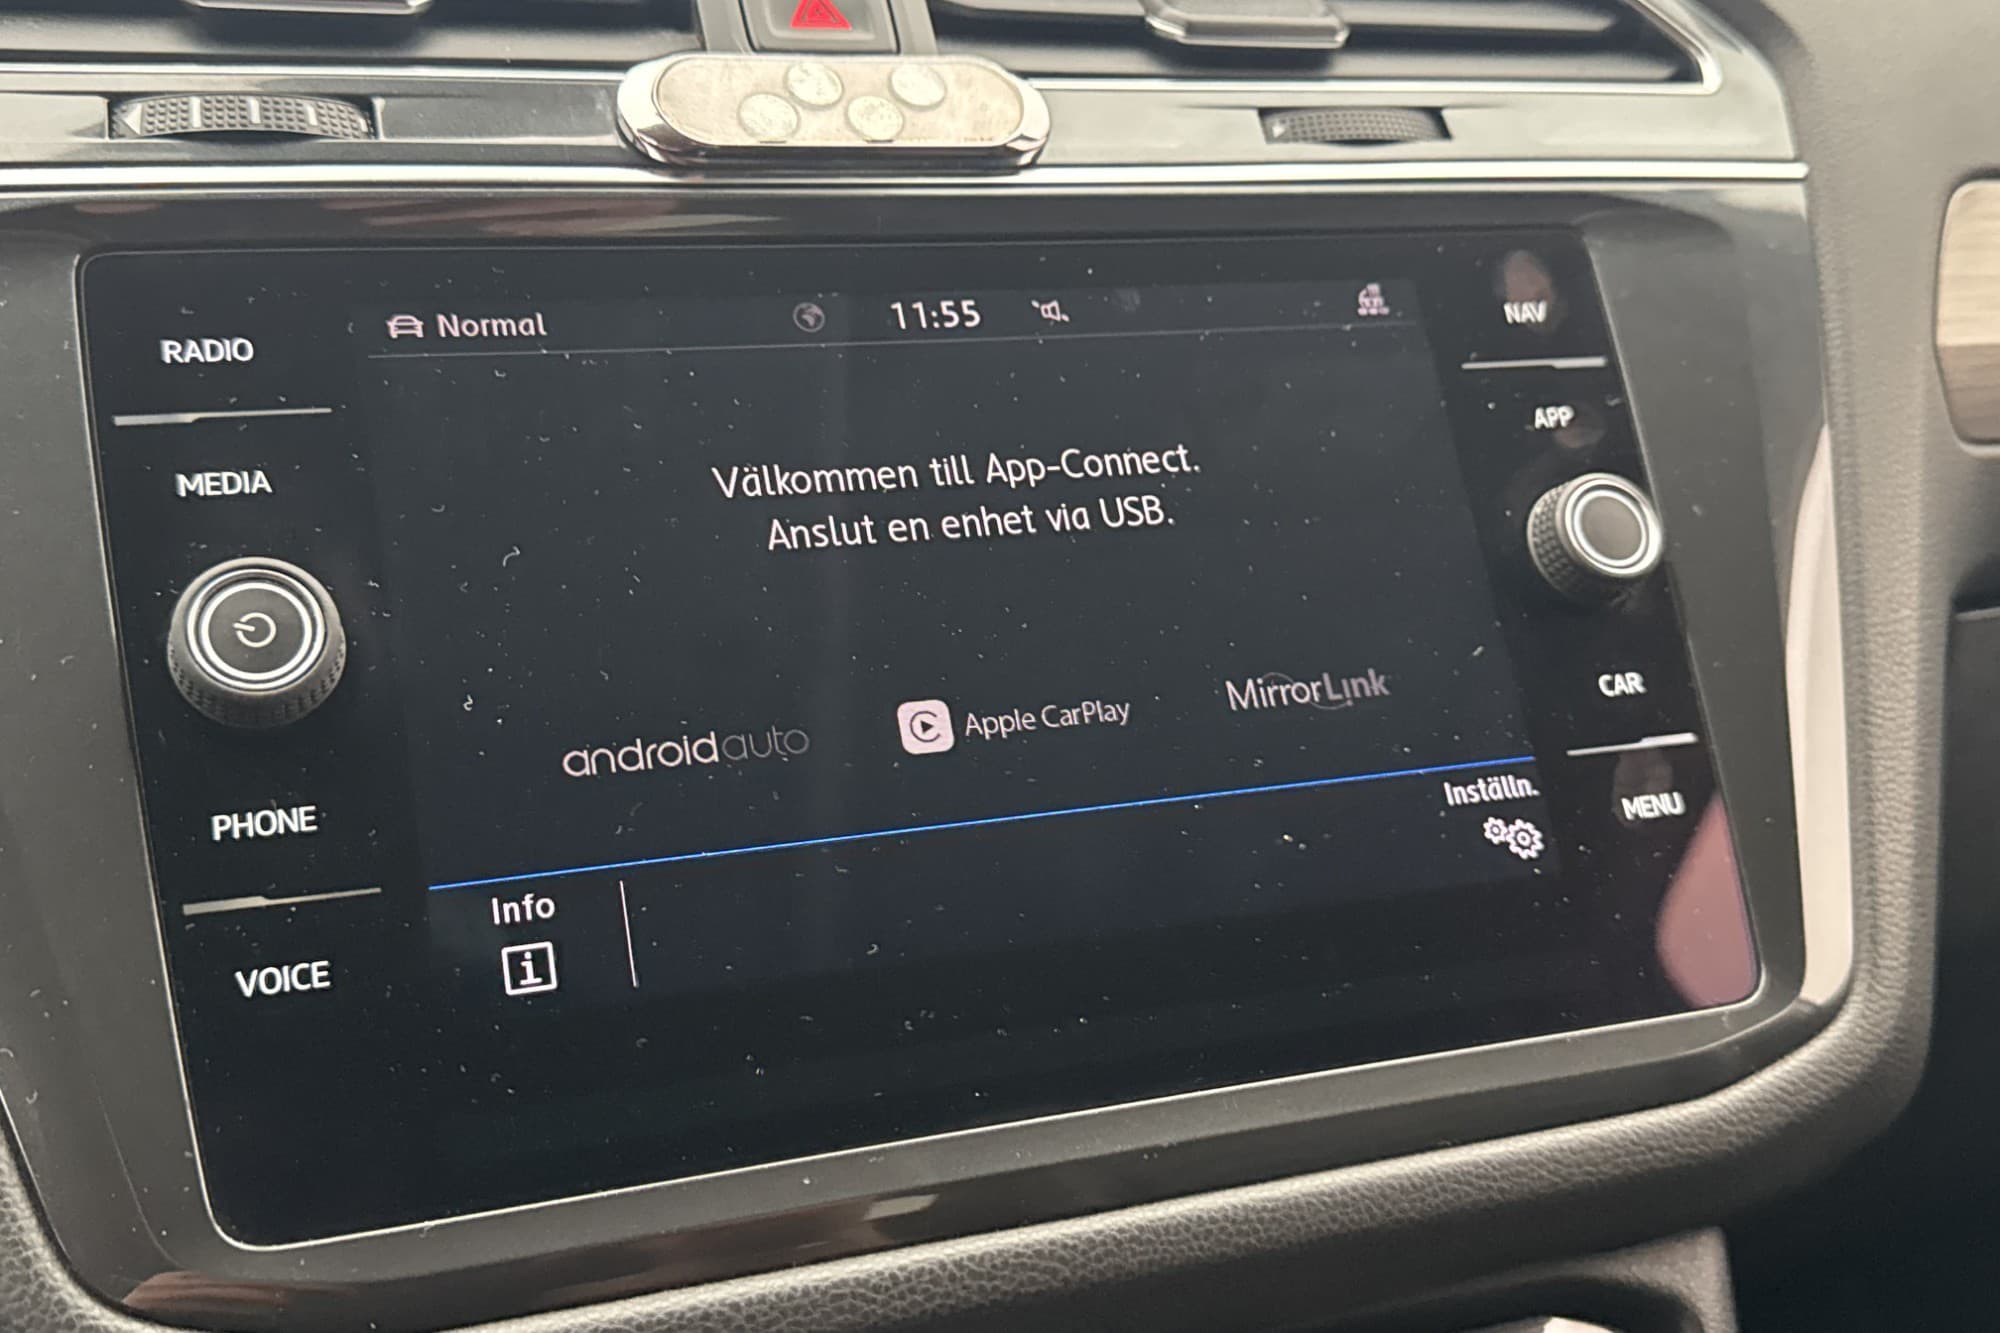 Normal
11:55
RADIO
NAV
MEDIA
APP
Välkommen till App-Connect.
Anslut en enhet via USB.
androidauto
Apple CarPlay
MirrorLink
CAR
Inställn.
MENU
PHONE
Info
VOICE